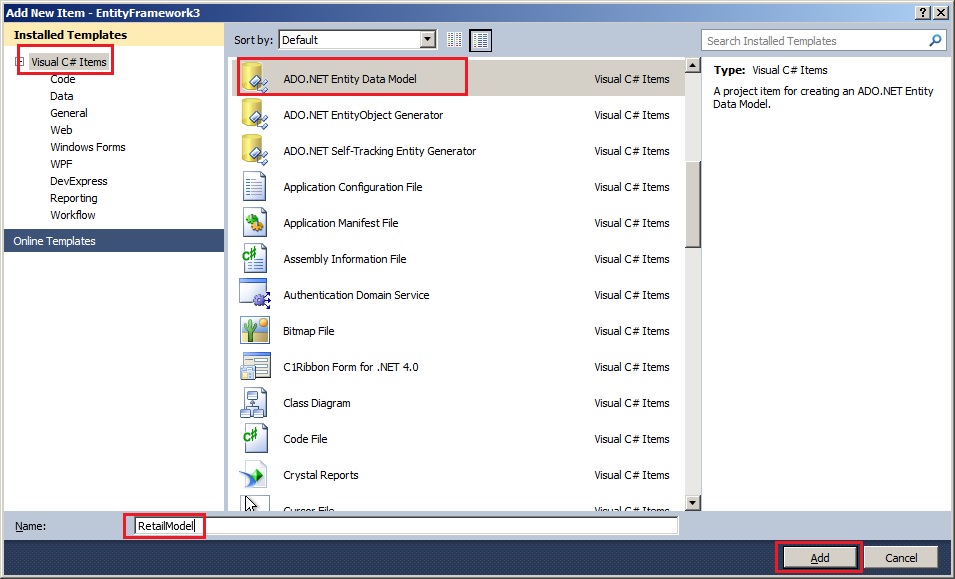 Add New Item - EntityFramework3
Installed Templates
Visual C# Items
Code
Data
General
Web
Windows Forms
WPF
DevExpress
Reporting
Workflow
Online Templates
Sort by: Default
Search Installed Templates
ADO.NET Entity Data Model Visual C# Items
ADO.NET EntityObject Generator Visual C# Items
ADO.NET Self-Tracking Entity Generator Visual C# Items
Application Configuration File Visual C# Items
Application Manifest File Visual C# Items
Assembly Information File Visual C# Items
Authentication Domain Service Visual C# Items
Bitmap File Visual C# Items
C1Ribbon Form for .NET 4.0 Visual C# Items
Class Diagram Visual C# Items
Code File Visual C# Items
Crystal Reports Visual C# Items
Cursor File Visual C# Items
Type: Visual C# Items
A project item for creating an ADO.NET Entity
Data Model.
Name: RetailModel
Add Cancel